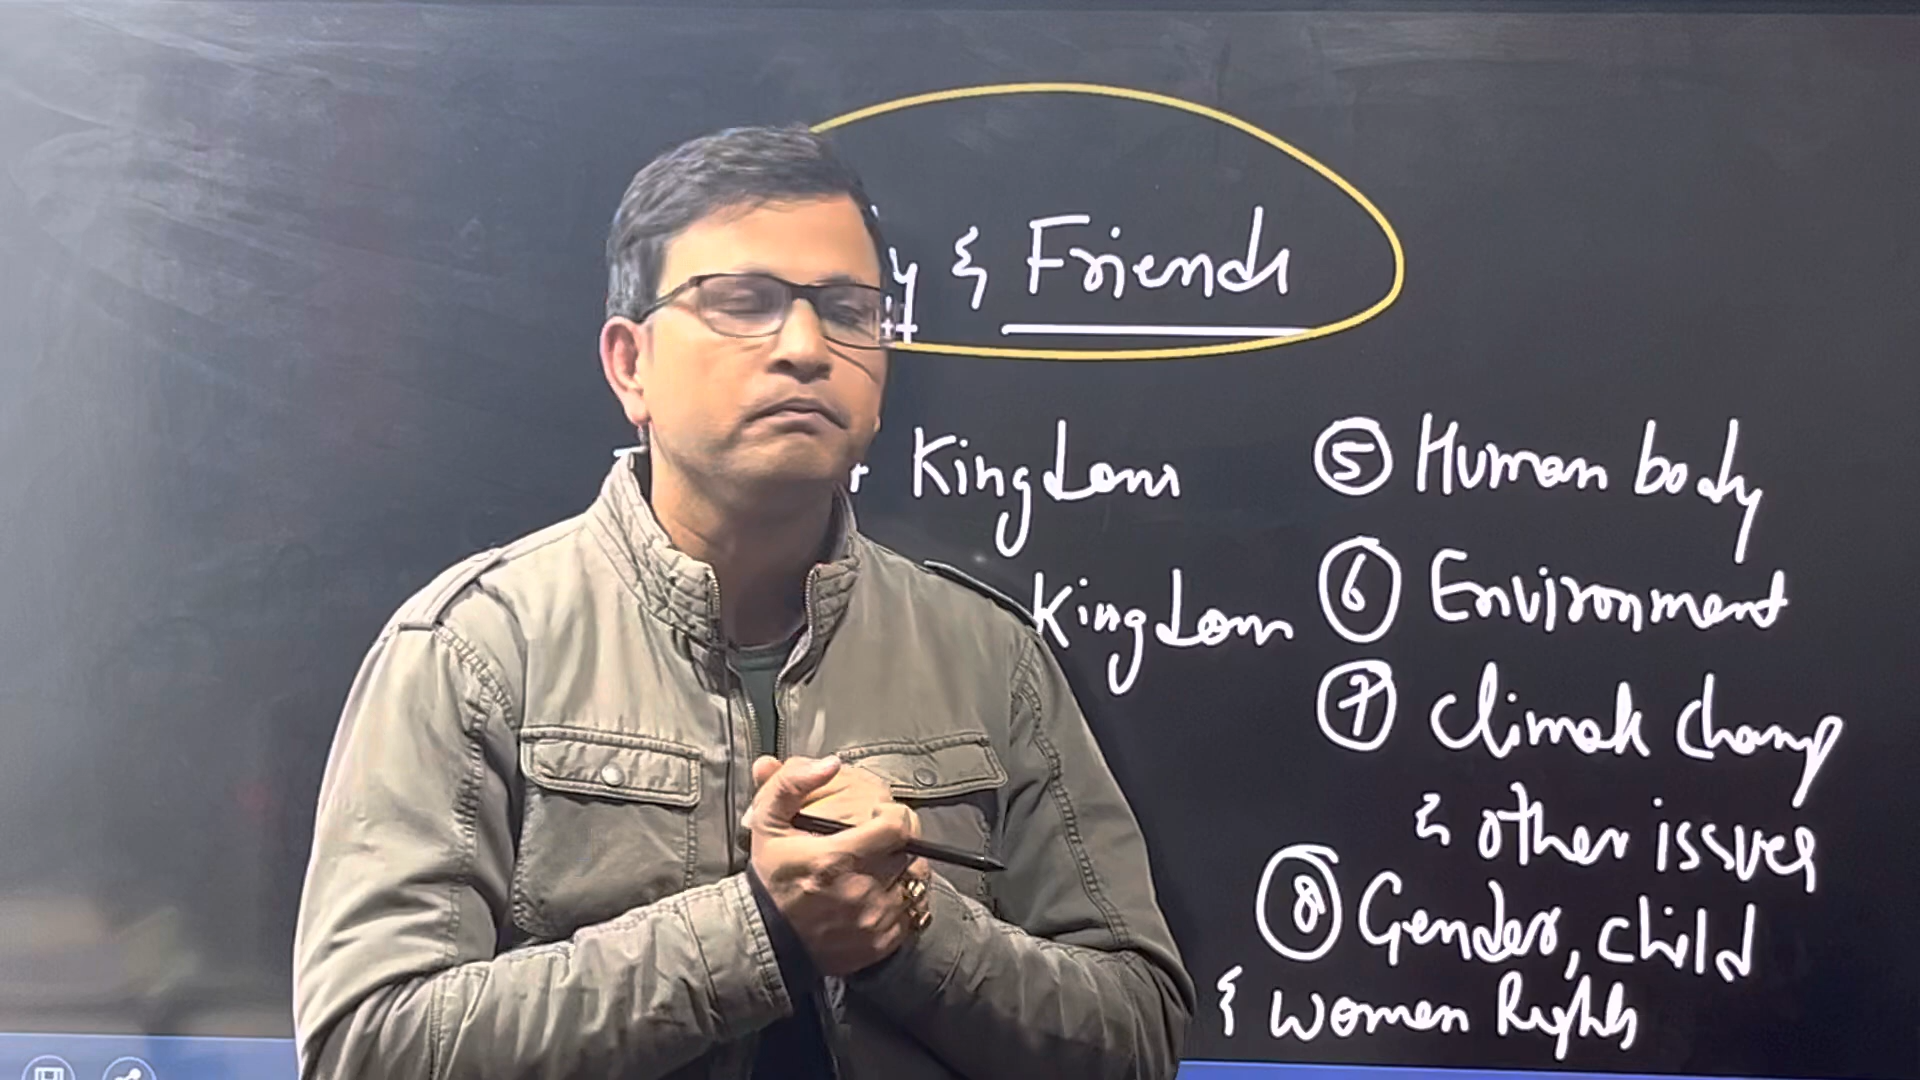 & Friends
Kingdom
Kingdom
⑤ Human body
⑥ Environment
⑦ Climate change
& other issues
⑧ Gender, child
& women Rights